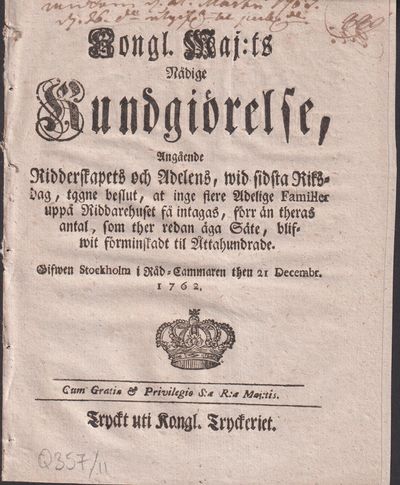 Kongl. Maj:ts
Nådige
Kundgiörelse,
Angående
Ridderskapets och Adelens, wid sidsta Riks-
dag, tagne beslut, at inge flere Adelige Familier
uppå Riddarehuset få intagas, förr än theras
antal, som ther redan äga Säte, blif-
wit förminskadt til Åttahundrade.
Gifwen Stockholm i Råd-Cammaren then 21 Decembr.
1762.
Cum Gratia & Privilegio S:æ R:æ Maj:tis.
Tryckt uti Kongl. Tryckeriet.
Q357/11